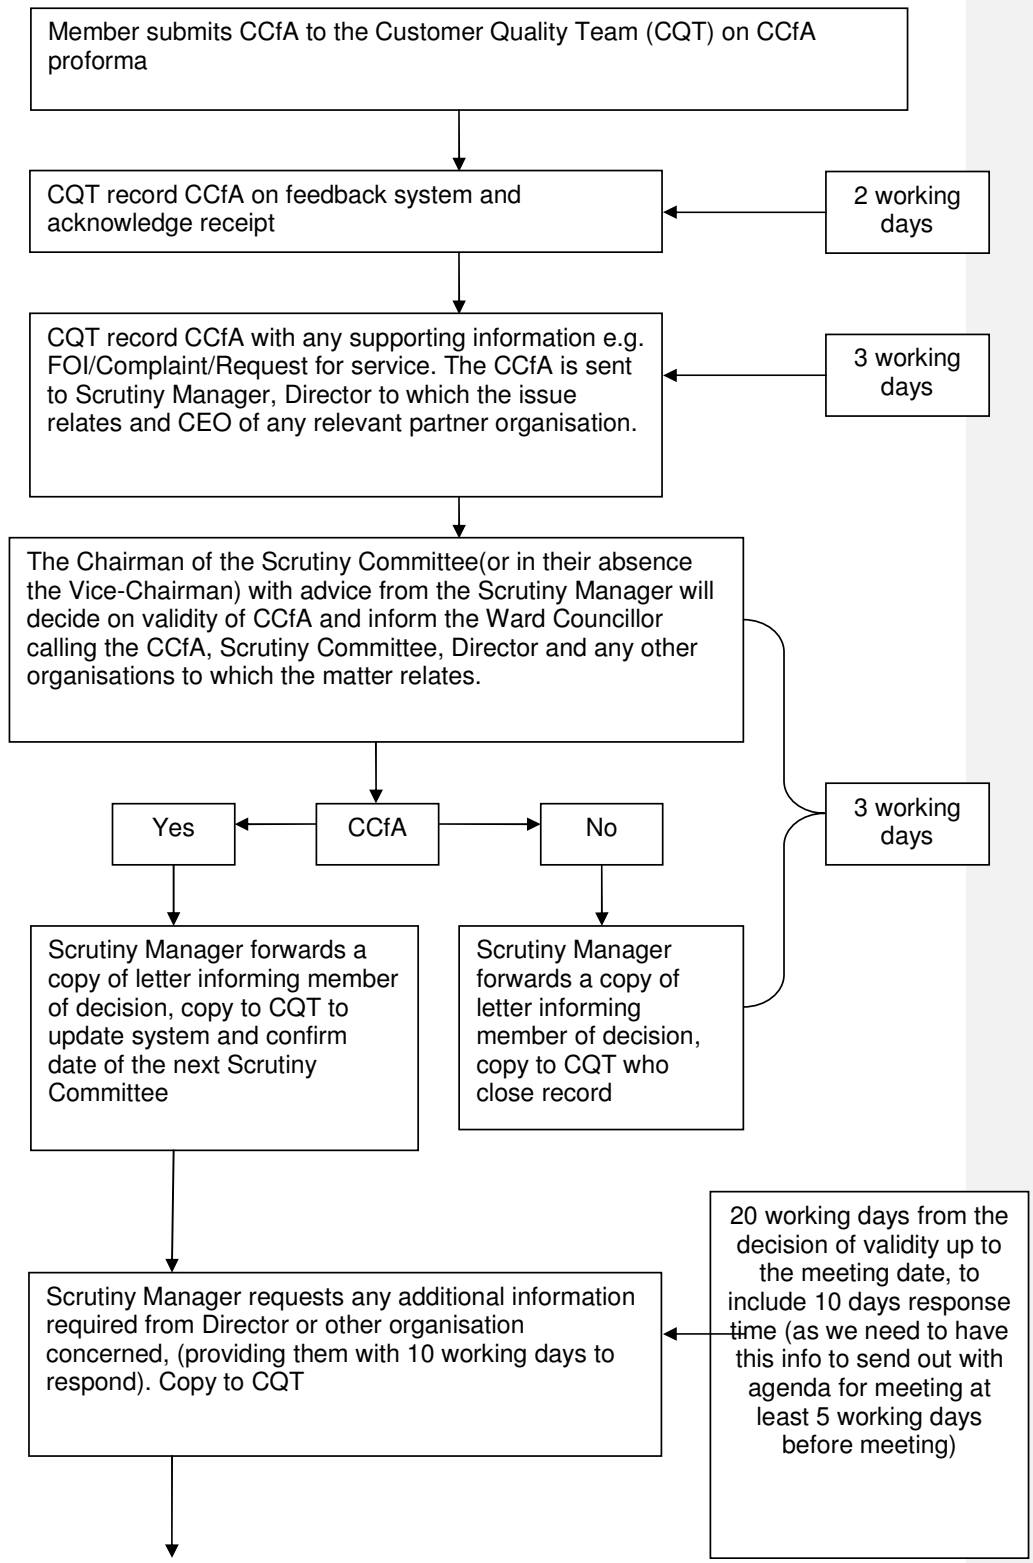 Member submits CCfA to the Customer Quality Team (CQT) on CCfA
proforma
CQT record CCfA on feedback system and
acknowledge receipt
2 working
days
CQT record CCfA with any supporting information e.g.
FOI/Complaint/Request for service. The CCfA is sent
to Scrutiny Manager, Director to which the issue
relates and CEO of any relevant partner organisation.
3 working
days
The Chairman of the Scrutiny Committee(or in their absence
the Vice-Chairman) with advice from the Scrutiny Manager will
decide on validity of CCfA and inform the Ward Councillor
calling the CCfA, Scrutiny Committee, Director and any other
organisations to which the matter relates.
Yes
CCfA
No
3 working
days
Scrutiny Manager forwards a
copy of letter informing member
of decision, copy to CQT to
update system and confirm
date of the next Scrutiny
Committee
Scrutiny Manager
forwards a copy of
letter informing
member of decision,
copy to CQT who
close record
Scrutiny Manager requests any additional information
required from Director or other organisation
concerned, (providing them with 10 working days to
respond). Copy to CQT
20 working days from the
decision of validity up to
the meeting date, to
include 10 days response
time (as we need to have
this info to send out with
agenda for meeting at
least 5 working days
before meeting)